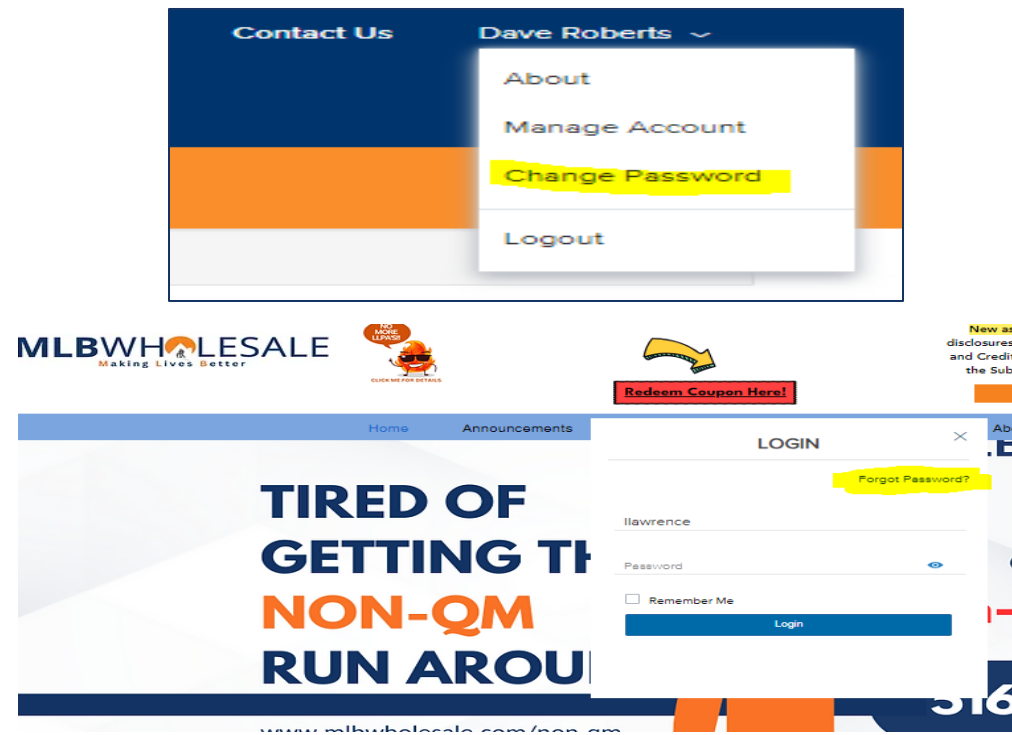 Contact Us
Dave Roberts
About
Manage Account
Change Password
Logout
MLBWHOLESALE
Making Lives Better
NO
MORE
LLPAS!!
CLICK ME FOR DETAILS
Redeem Coupon Here!
New as
disclosures
and Credit
the Sub
Home
Announcements
Ab
LOGIN
Forgot Password?
llawrence
Password
Remember Me
Login
TIRED OF
GETTING TH
NON-QM
RUN AROU
516
www.mlbwholesale.com/non-qm